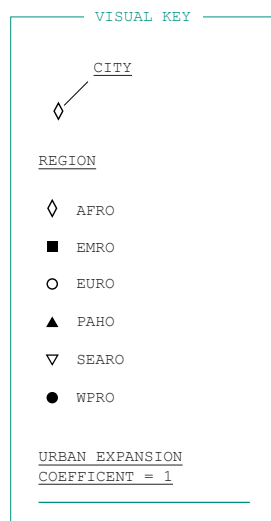 VISUAL KEY
CITY
REGION
AFRO
EMRO
EURO
PAHO
SEARO
WPRO
URBAN EXPANSION
COEFFICENT = 1